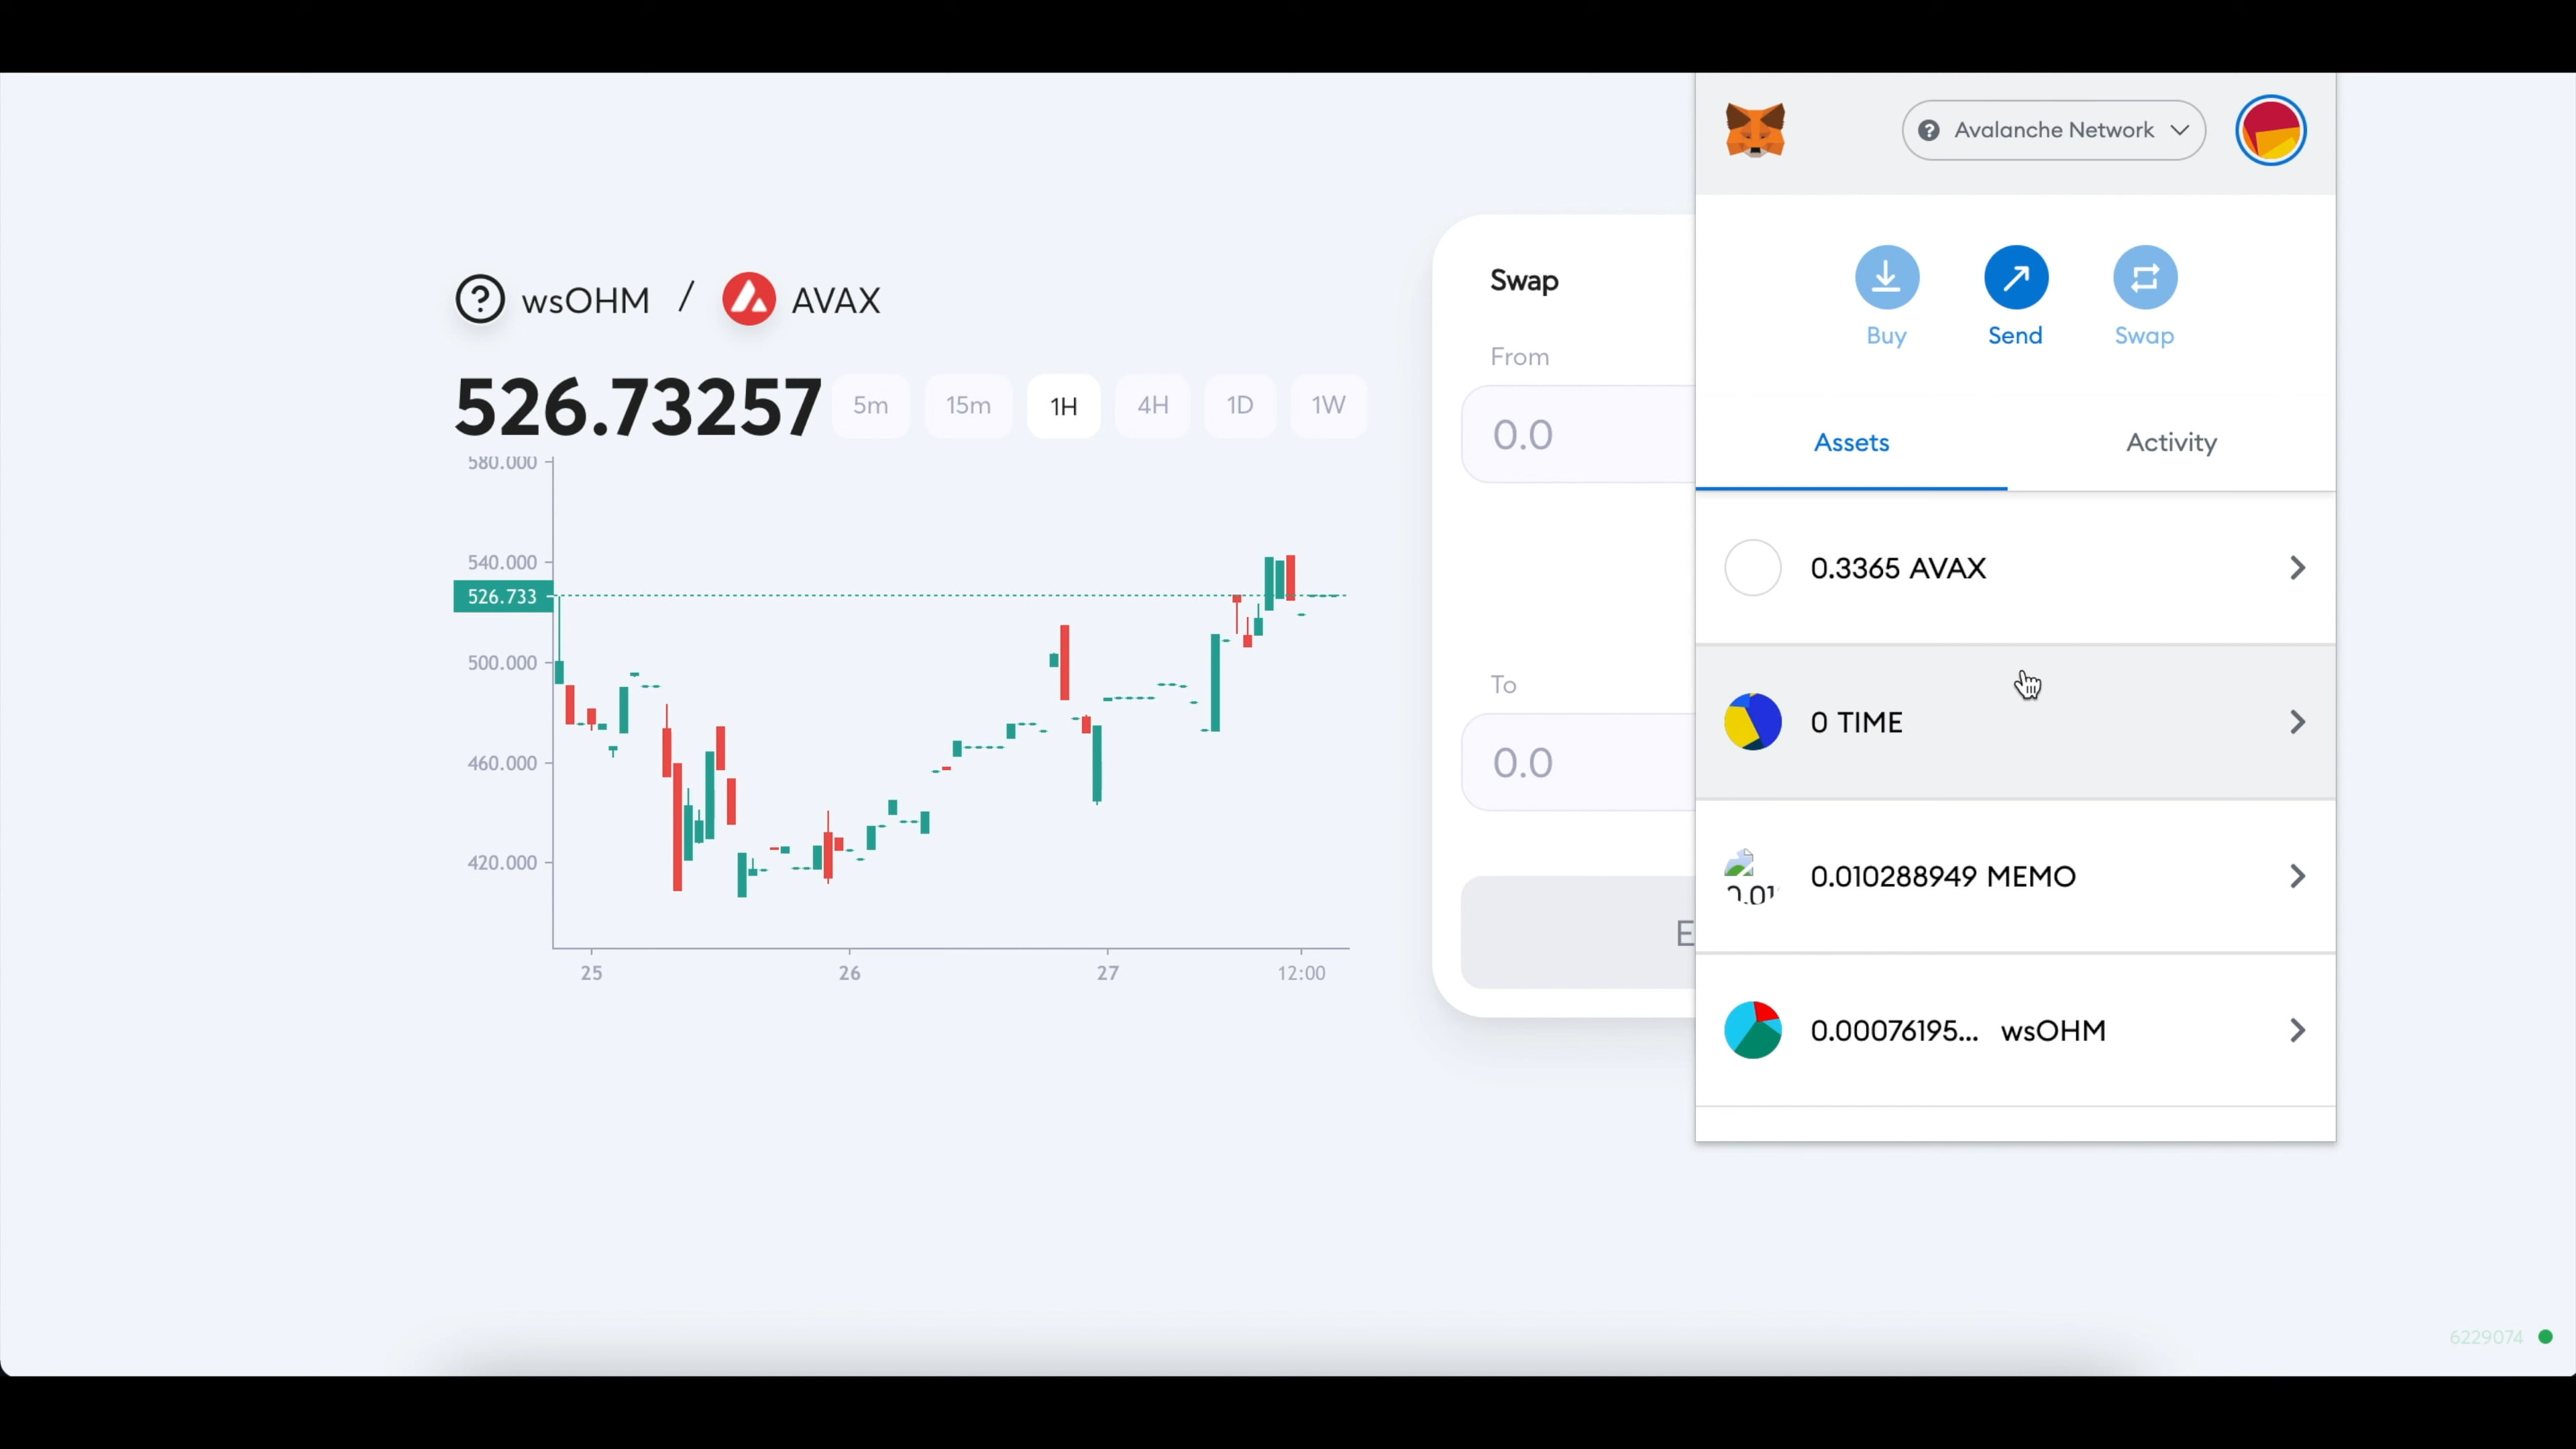 wsOHM / AVAX
526.73257
5m 15m 1H 4H 1D 1W
580.000
540.000
526.733
500.000
460.000
420.000
25 26 27 12:00
Swap
From
0.0
To
0.0
E
Avalanche Network
Buy Send Swap
Assets Activity
0.3365 AVAX
0 TIME
0.010288949 MEMO
0.00076195... wsOHM
6229074